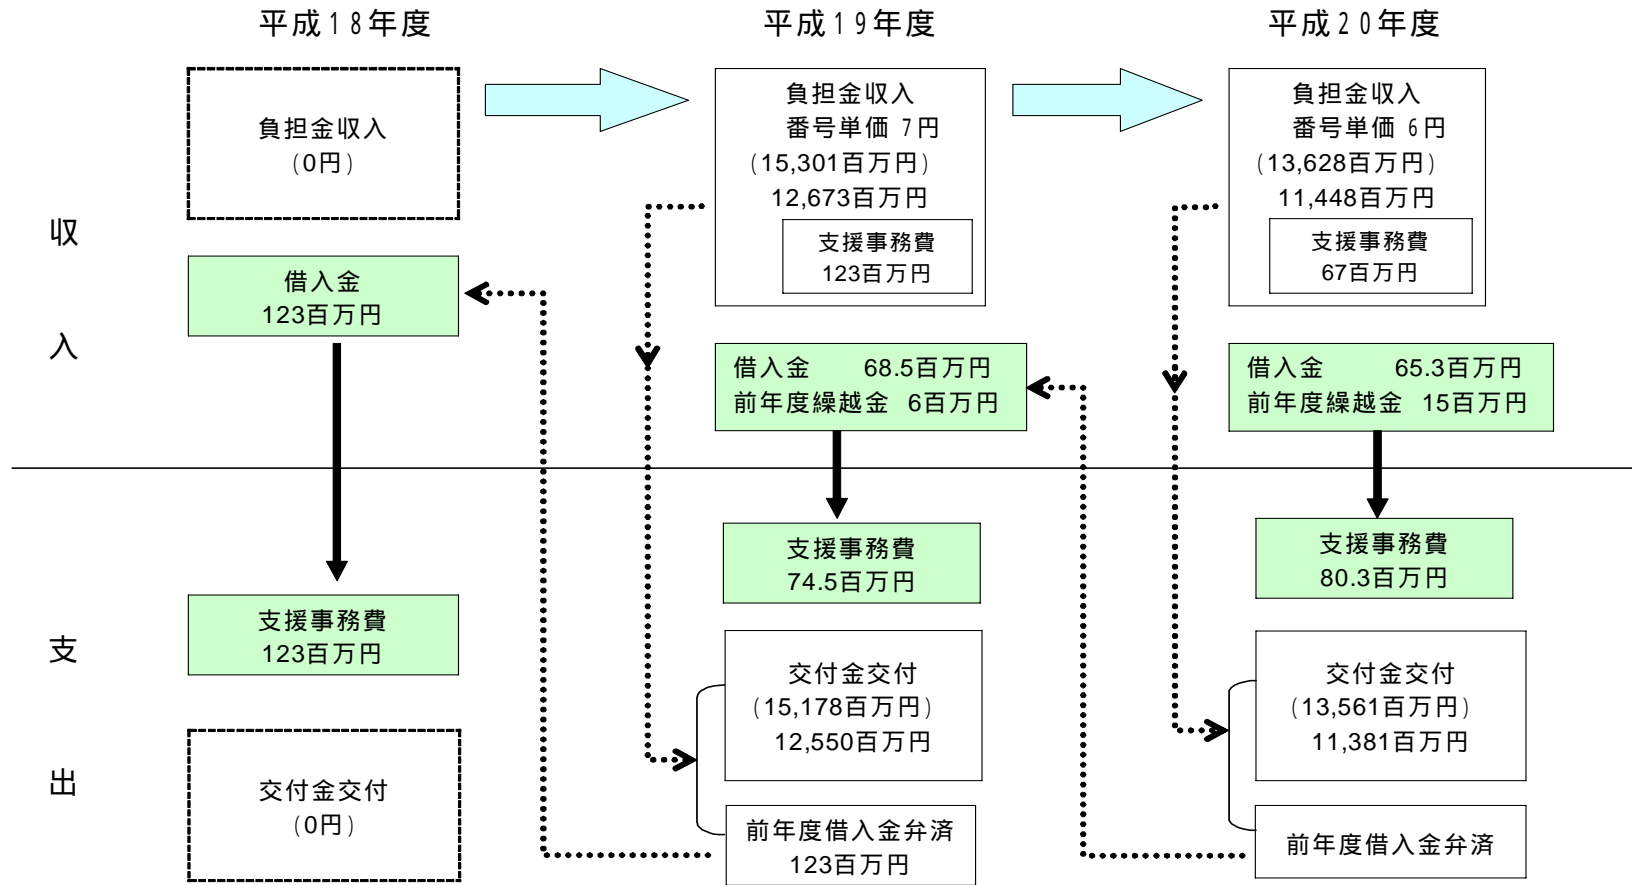 平成18年度
平成19年度
平成20年度
収
入
支
出
負担金収入
(0円)
借入金
123百万円
支援事務費
123百万円
交付金交付
(0円)
負担金収入
番号単価 7円
(15,301百万円)
12,673百万円
支援事務費
123百万円
借入金 68.5百万円
前年度繰越金 6百万円
支援事務費
74.5百万円
交付金交付
(15,178百万円)
12,550百万円
前年度借入金弁済
123百万円
負担金収入
番号単価 6円
(13,628百万円)
11,448百万円
支援事務費
67百万円
借入金 65.3百万円
前年度繰越金 15百万円
支援事務費
80.3百万円
交付金交付
(13,561百万円)
11,381百万円
前年度借入金弁済